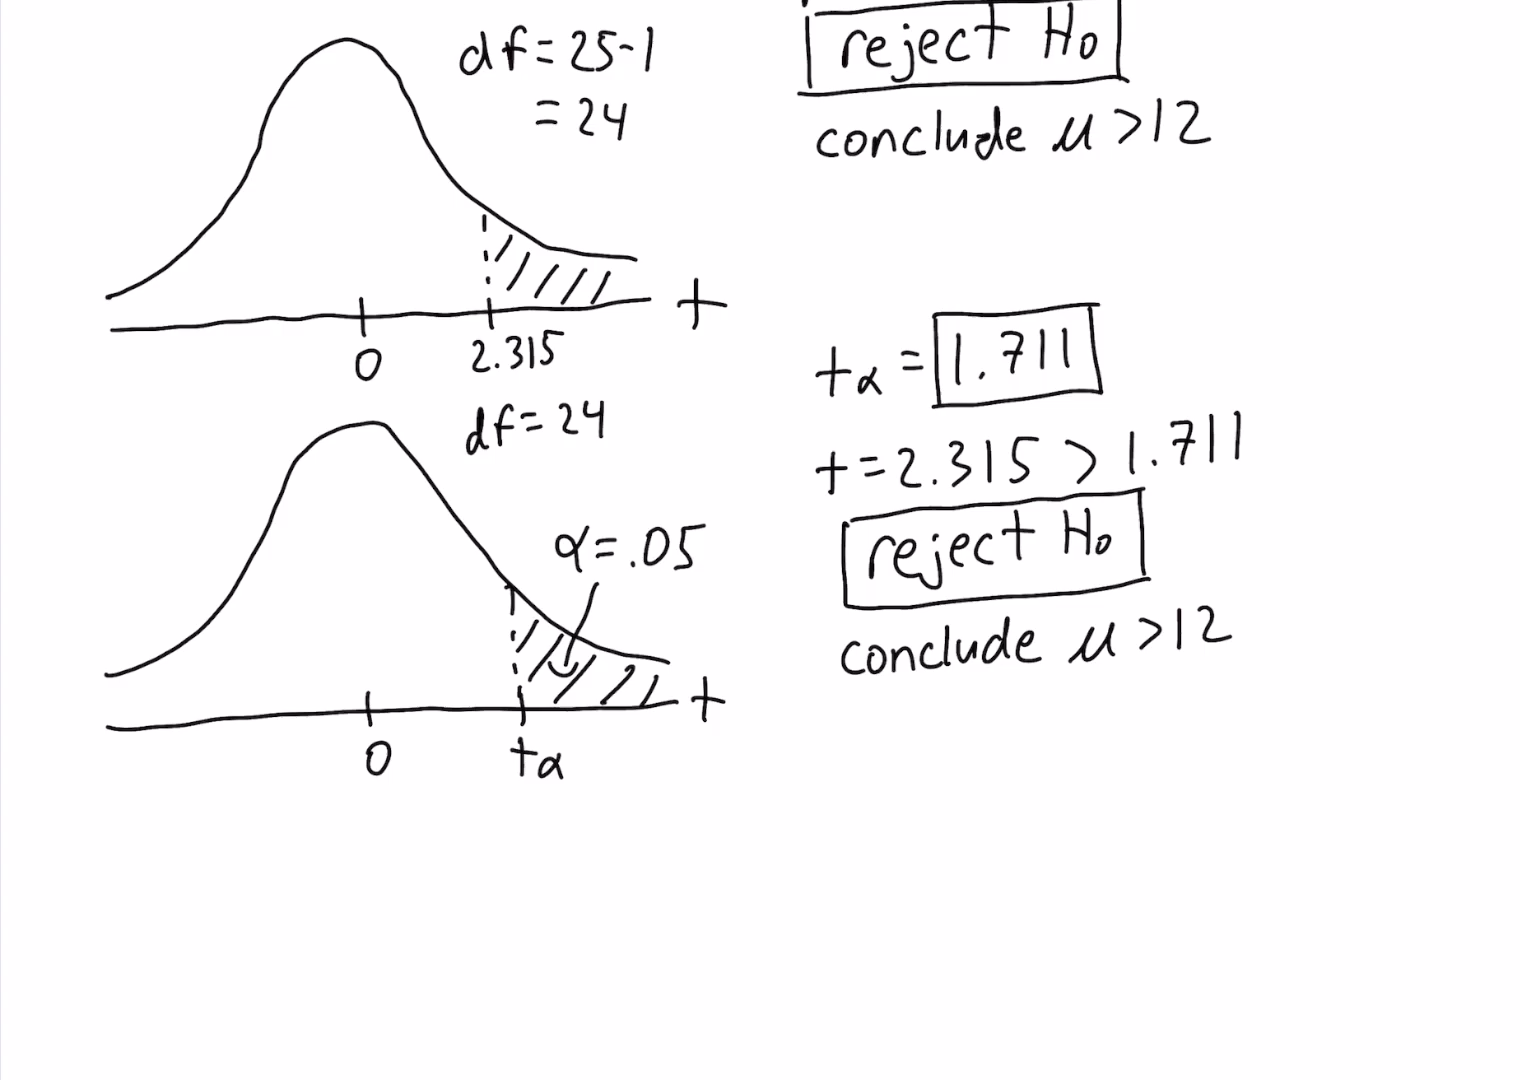 df=25-1
=24
reject H₀
conclude μ>12
t
0
2.315
df=24
α=.05
t
0
tα
tα=1.711
t=2.315>1.711
reject H₀
conclude μ>12